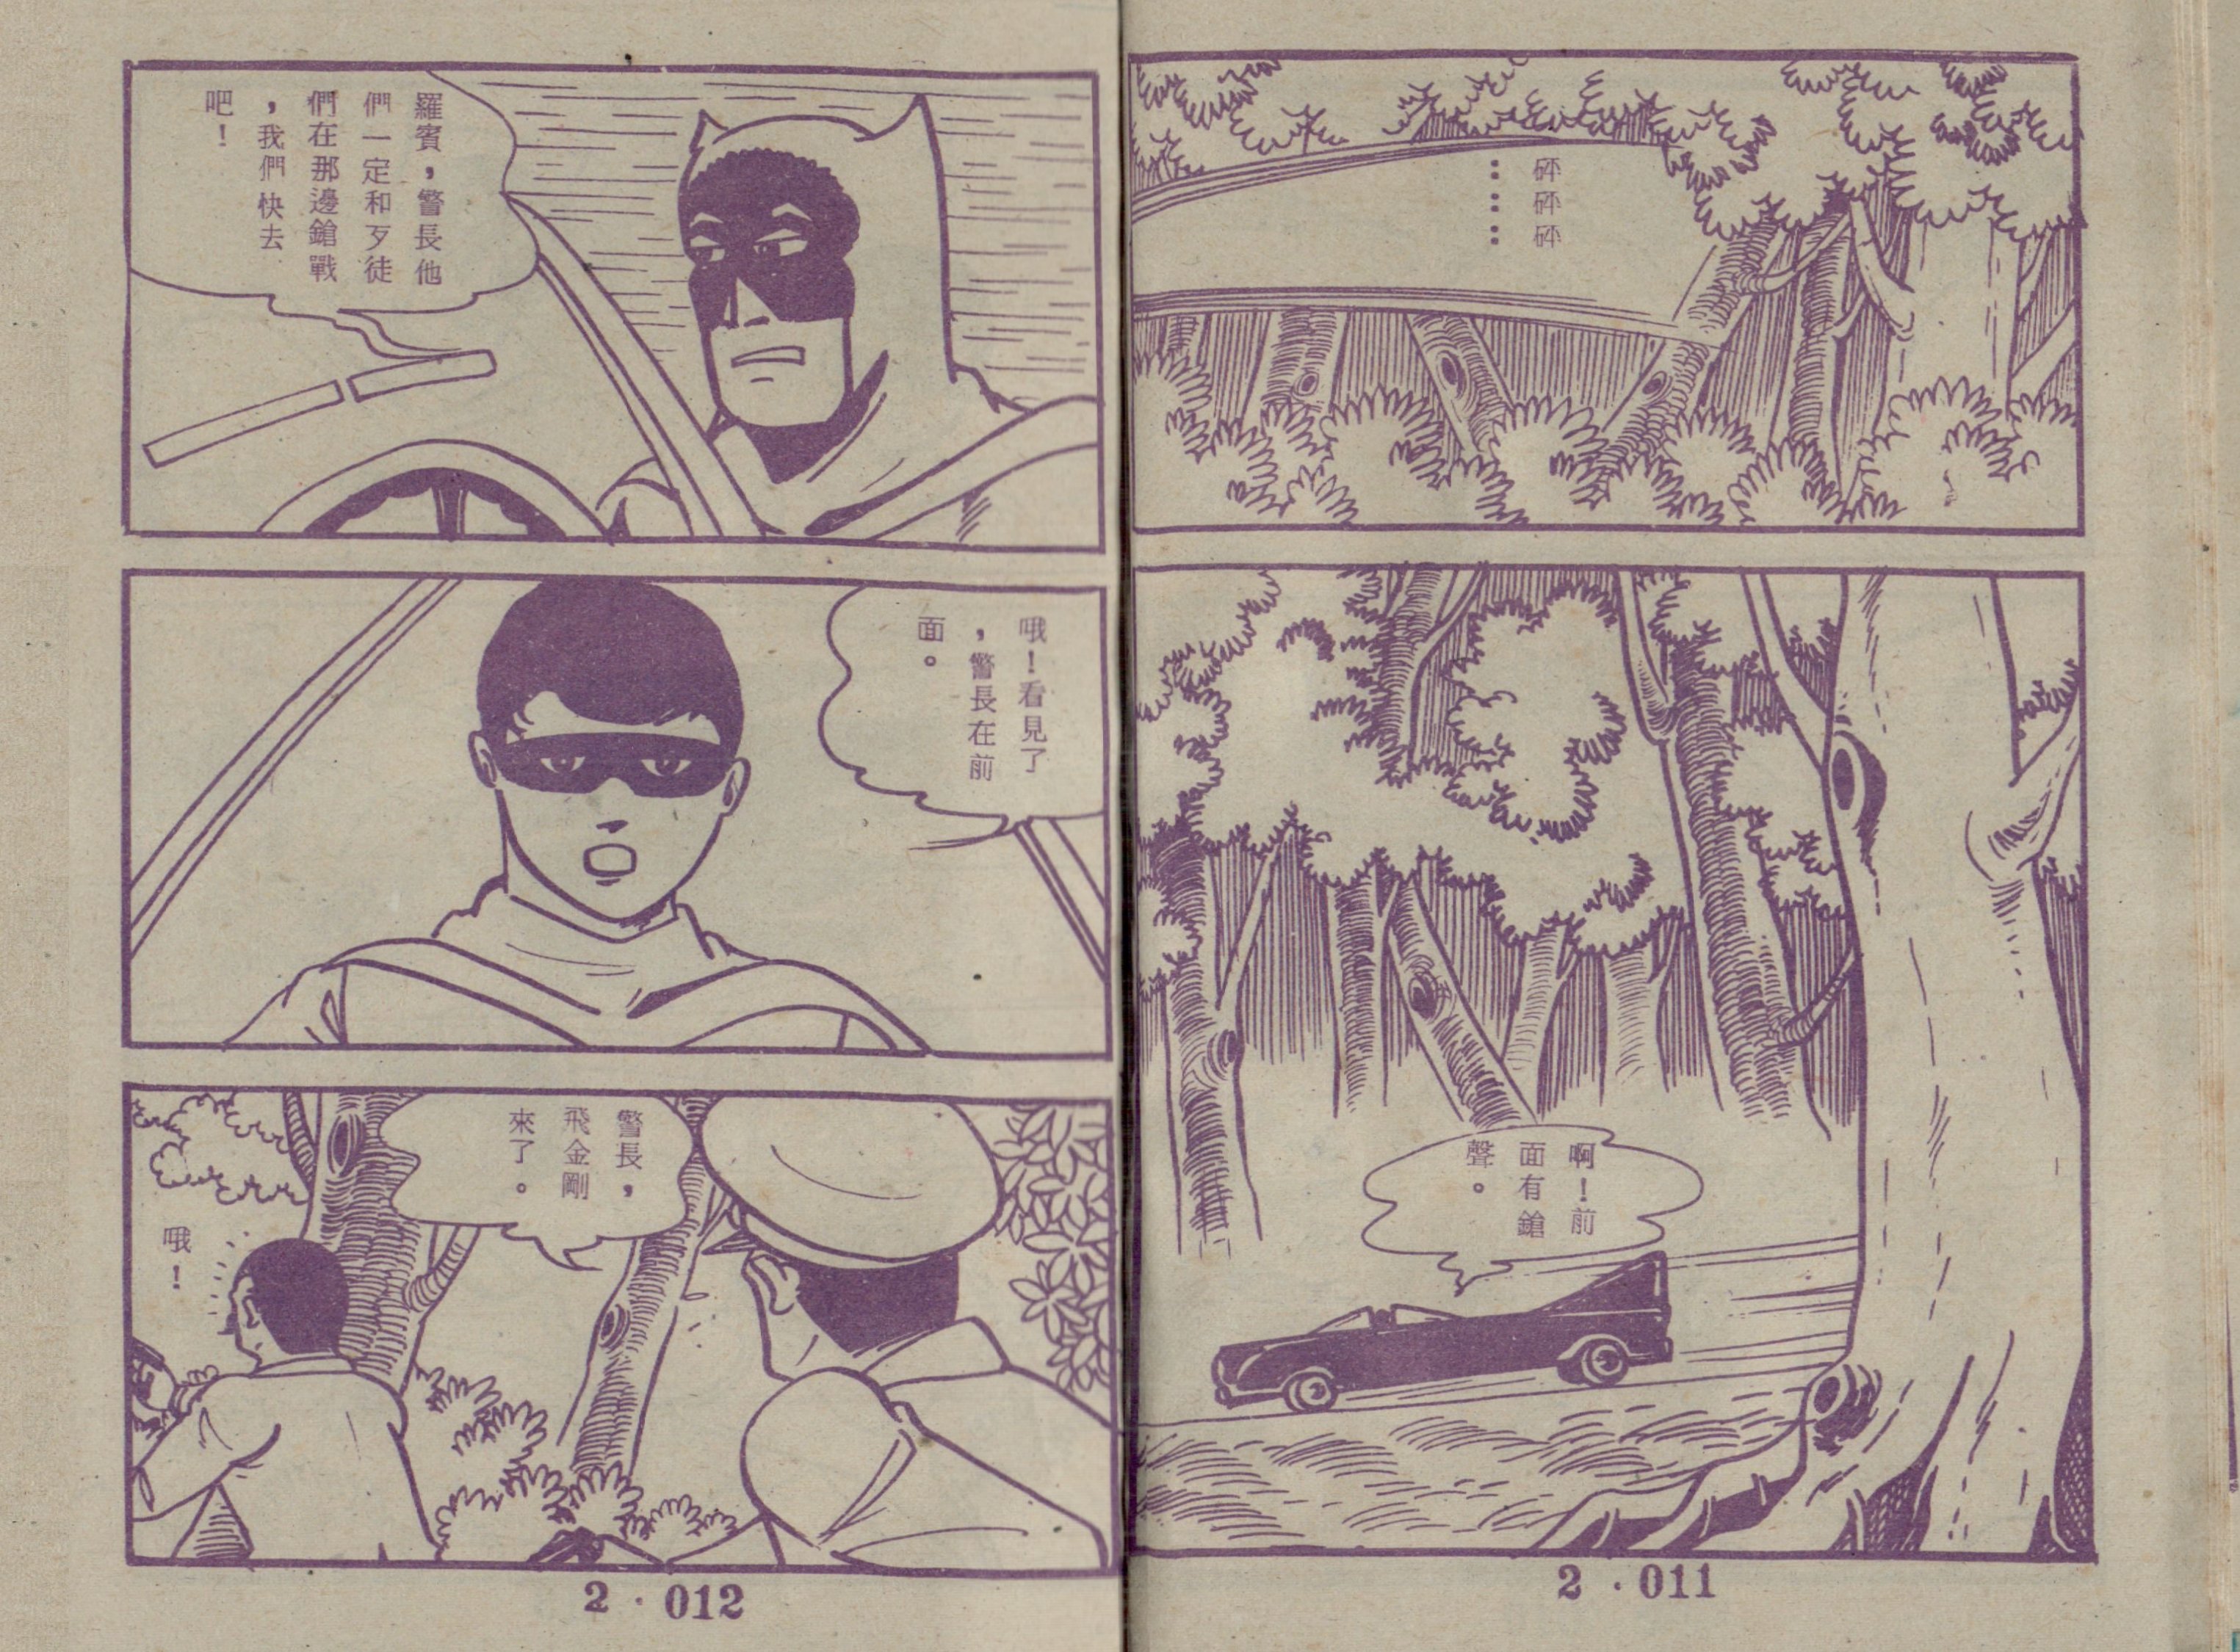 砰砰砰
………
啊！前
面有鎗
聲。
2·011
羅賓，警長他
們一定和歹徒
們在那邊鎗戰
，我們快去
吧！
哦！看見了
，警長在前
面。
警長，
飛金剛
來了。
哦！
2·012